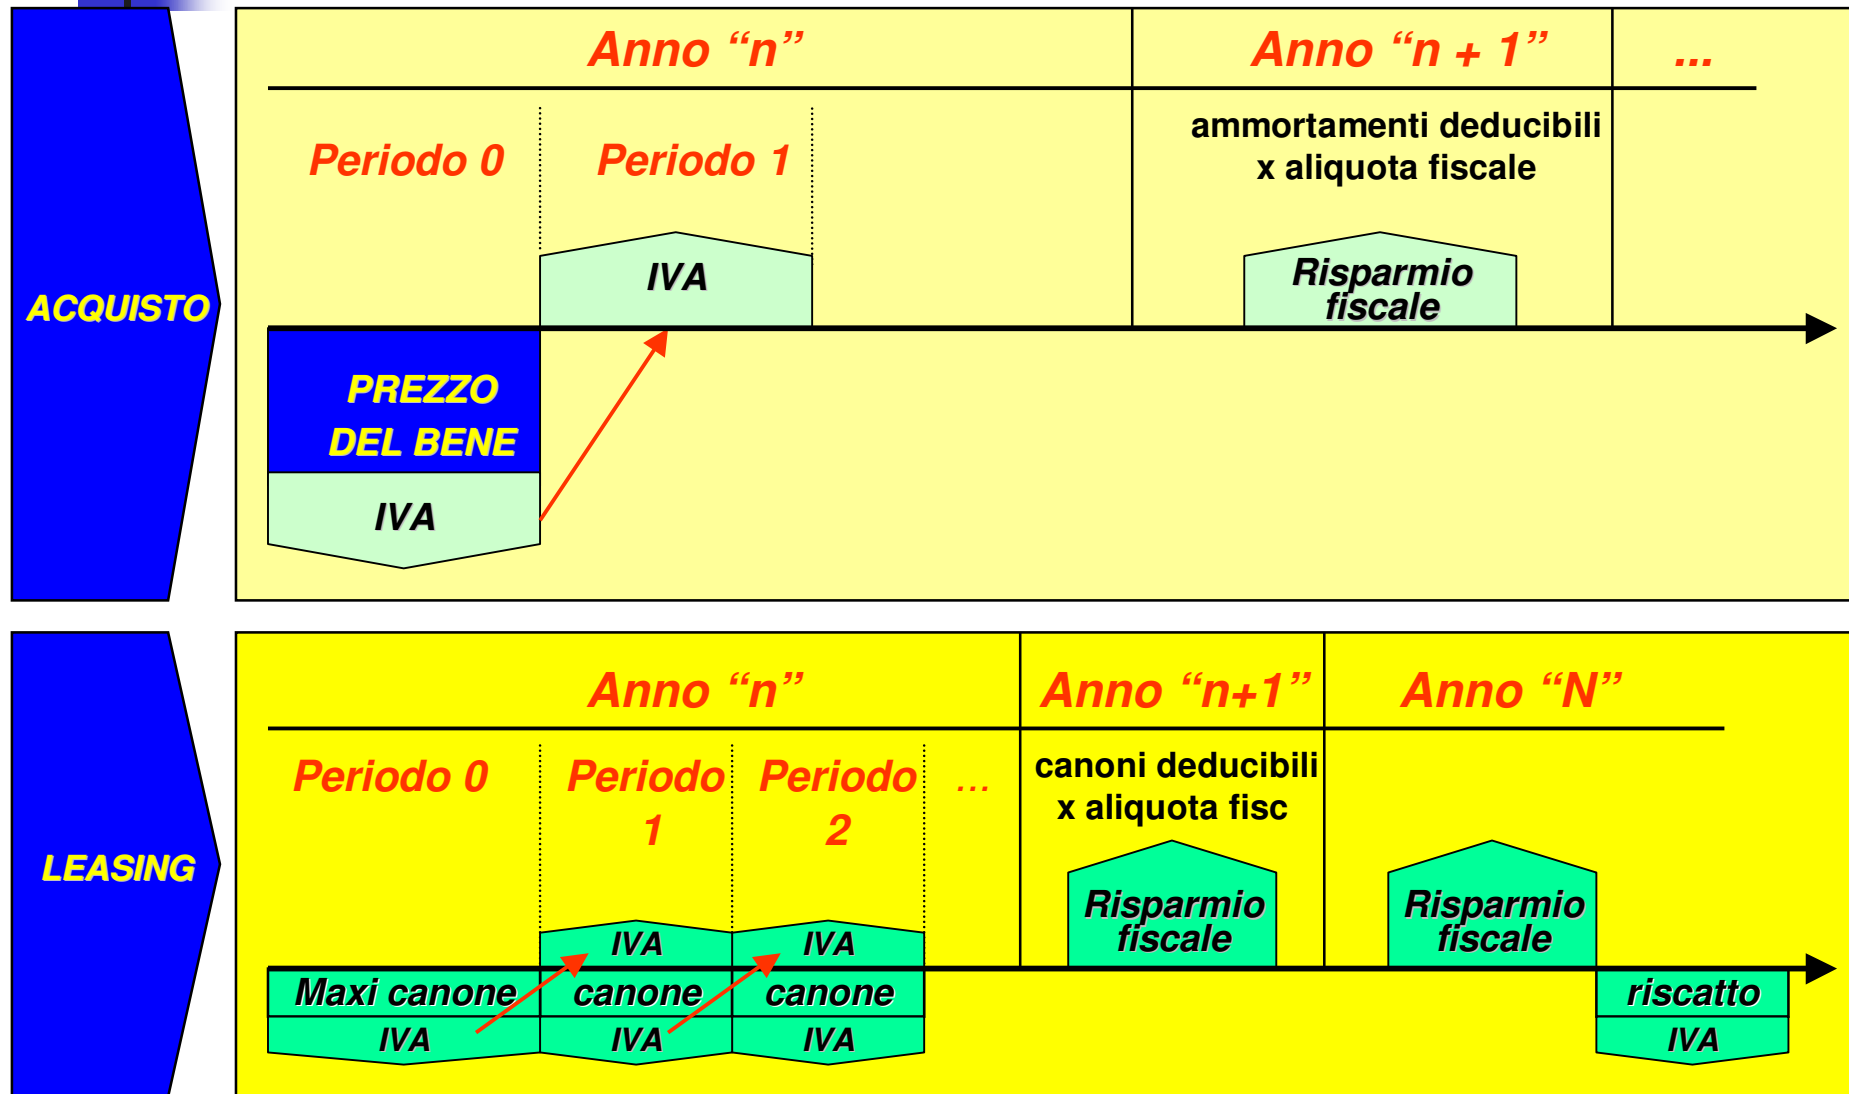 ACQUISTO
Anno “n”
Anno “n + 1”
...
Periodo 0
Periodo 1
ammortamenti deducibili
x aliquota fiscale
IVA
Risparmio
fiscale
PREZZO
DEL BENE
IVA
LEASING
Anno “n”
Anno “n+1”
Anno “N”
Periodo 0
Periodo
1
Periodo
2
...
canoni deducibili
x aliquota fisc
Risparmio
fiscale
Risparmio
fiscale
IVA
IVA
Maxi canone
canone
canone
riscatto
IVA
IVA
IVA
IVA